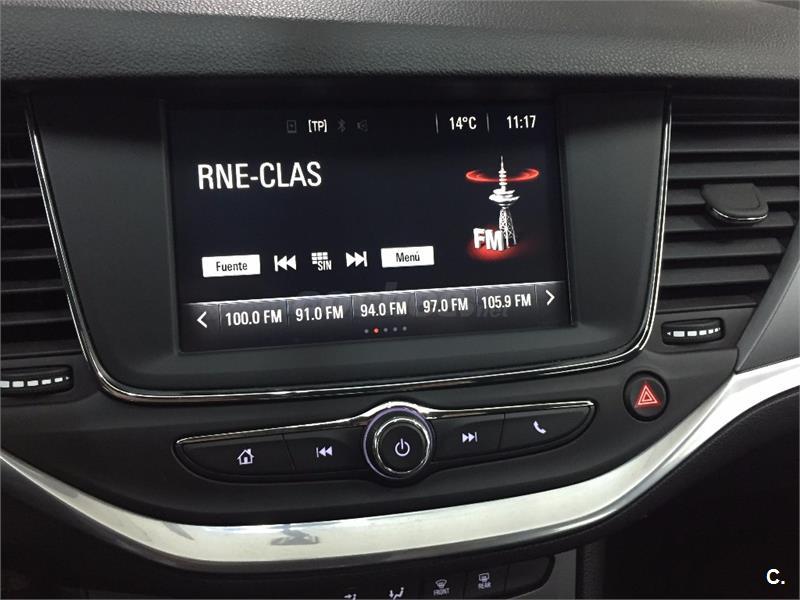 [TP] 14°C 11:17
RNE-CLAS
FM
Fuente SIN Menú
100.0 FM 91.0 FM 94.0 FM 97.0 FM 105.9 FM
FRONT REAR
C.